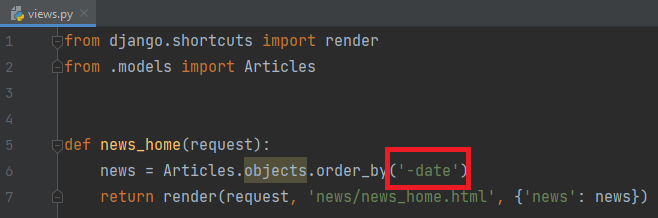 views.py
1 from django.shortcuts import render
2 from .models import Articles
3
4
5 def news_home(request):
6 news = Articles.objects.order_by('-date')
7 return render(request, 'news/news_home.html', {'news': news})